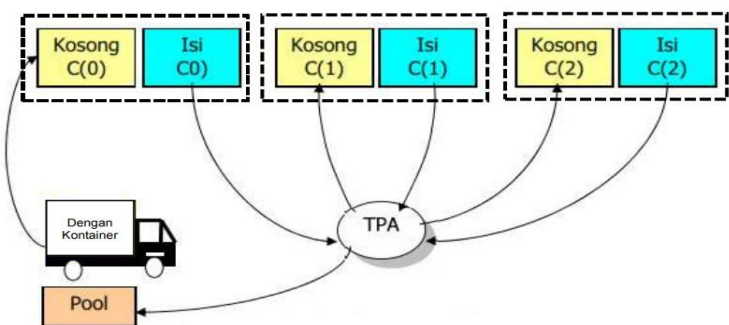 Kosong
C(0)
Isi
C0)
Kosong
C(1)
Isi
C(1)
Kosong
C(2)
Isi
C(2)
Dengan
Kontainer
TPA
Pool